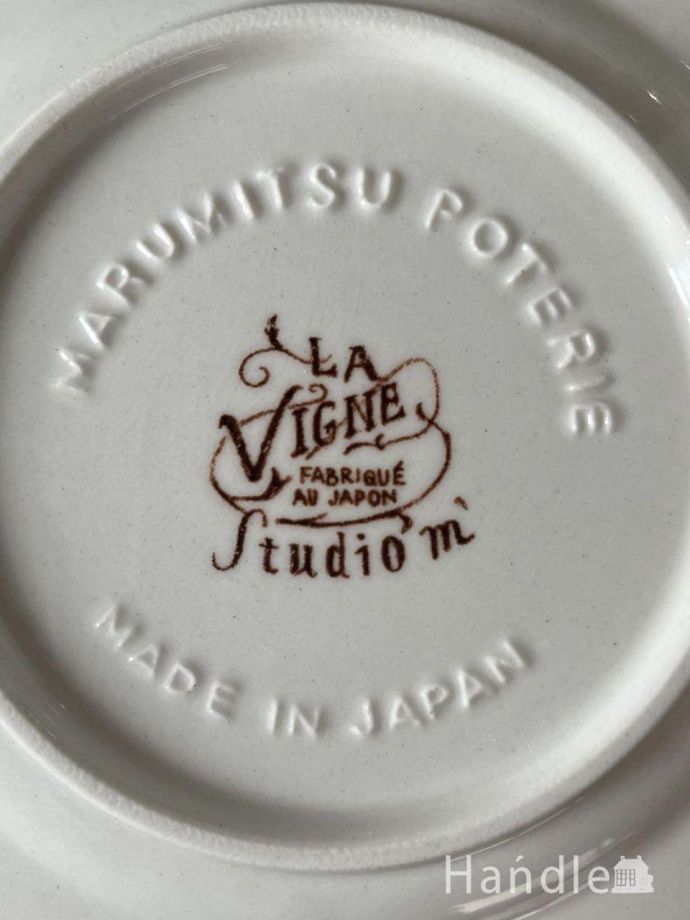 MARUMITSU POTERIE
LA
VIGNE
FABRIQUÉ
AU JAPON
Studio m'
MADE IN JAPAN
Handle